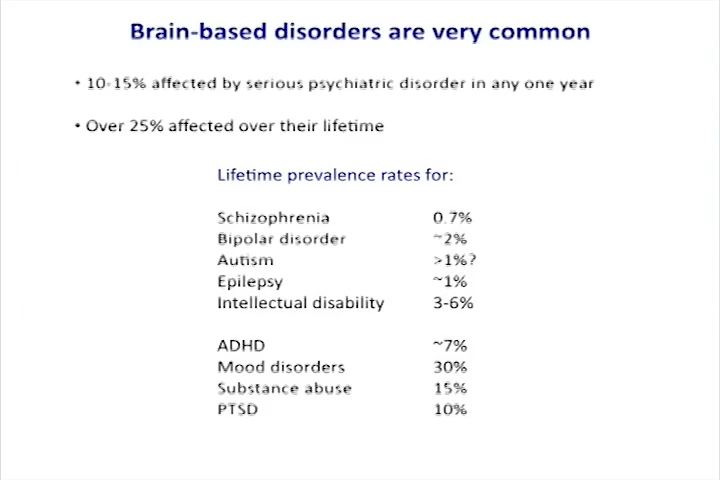 Brain-based disorders are very common
• 10-15% affected by serious psychiatric disorder in any one year
• Over 25% affected over their lifetime
Lifetime prevalence rates for:
Schizophrenia 0.7%
Bipolar disorder ~2%
Autism >1%?
Epilepsy ~1%
Intellectual disability 3-6%
ADHD ~7%
Mood disorders 30%
Substance abuse 15%
PTSD 10%